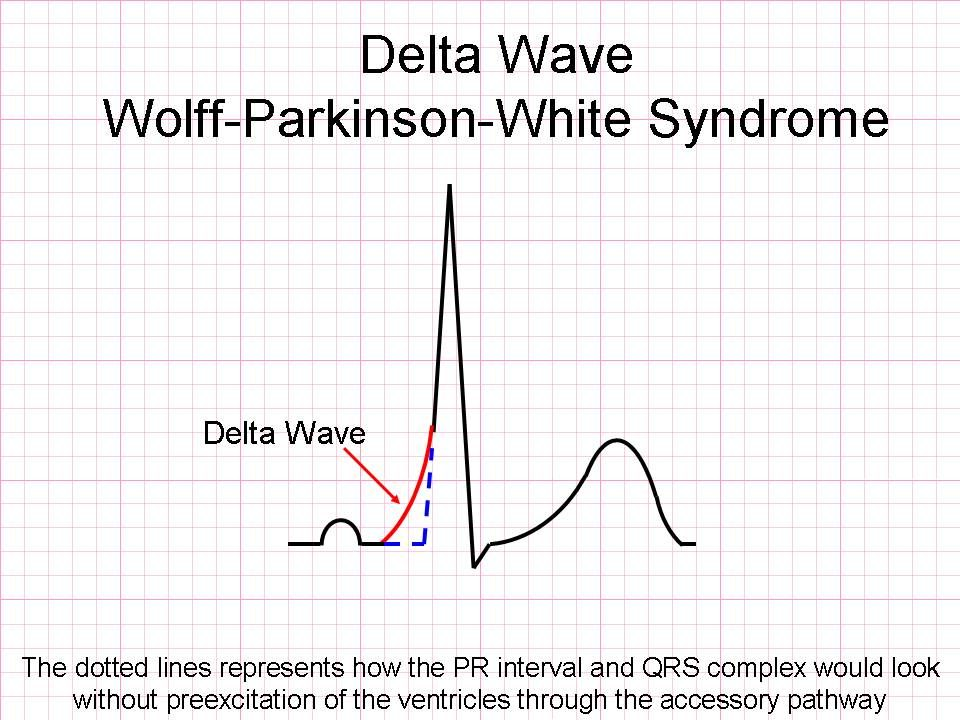 Delta Wave
Wolff-Parkinson-White Syndrome
Delta Wave
The dotted lines represents how the PR interval and QRS complex would look
without preexcitation of the ventricles through the accessory pathway